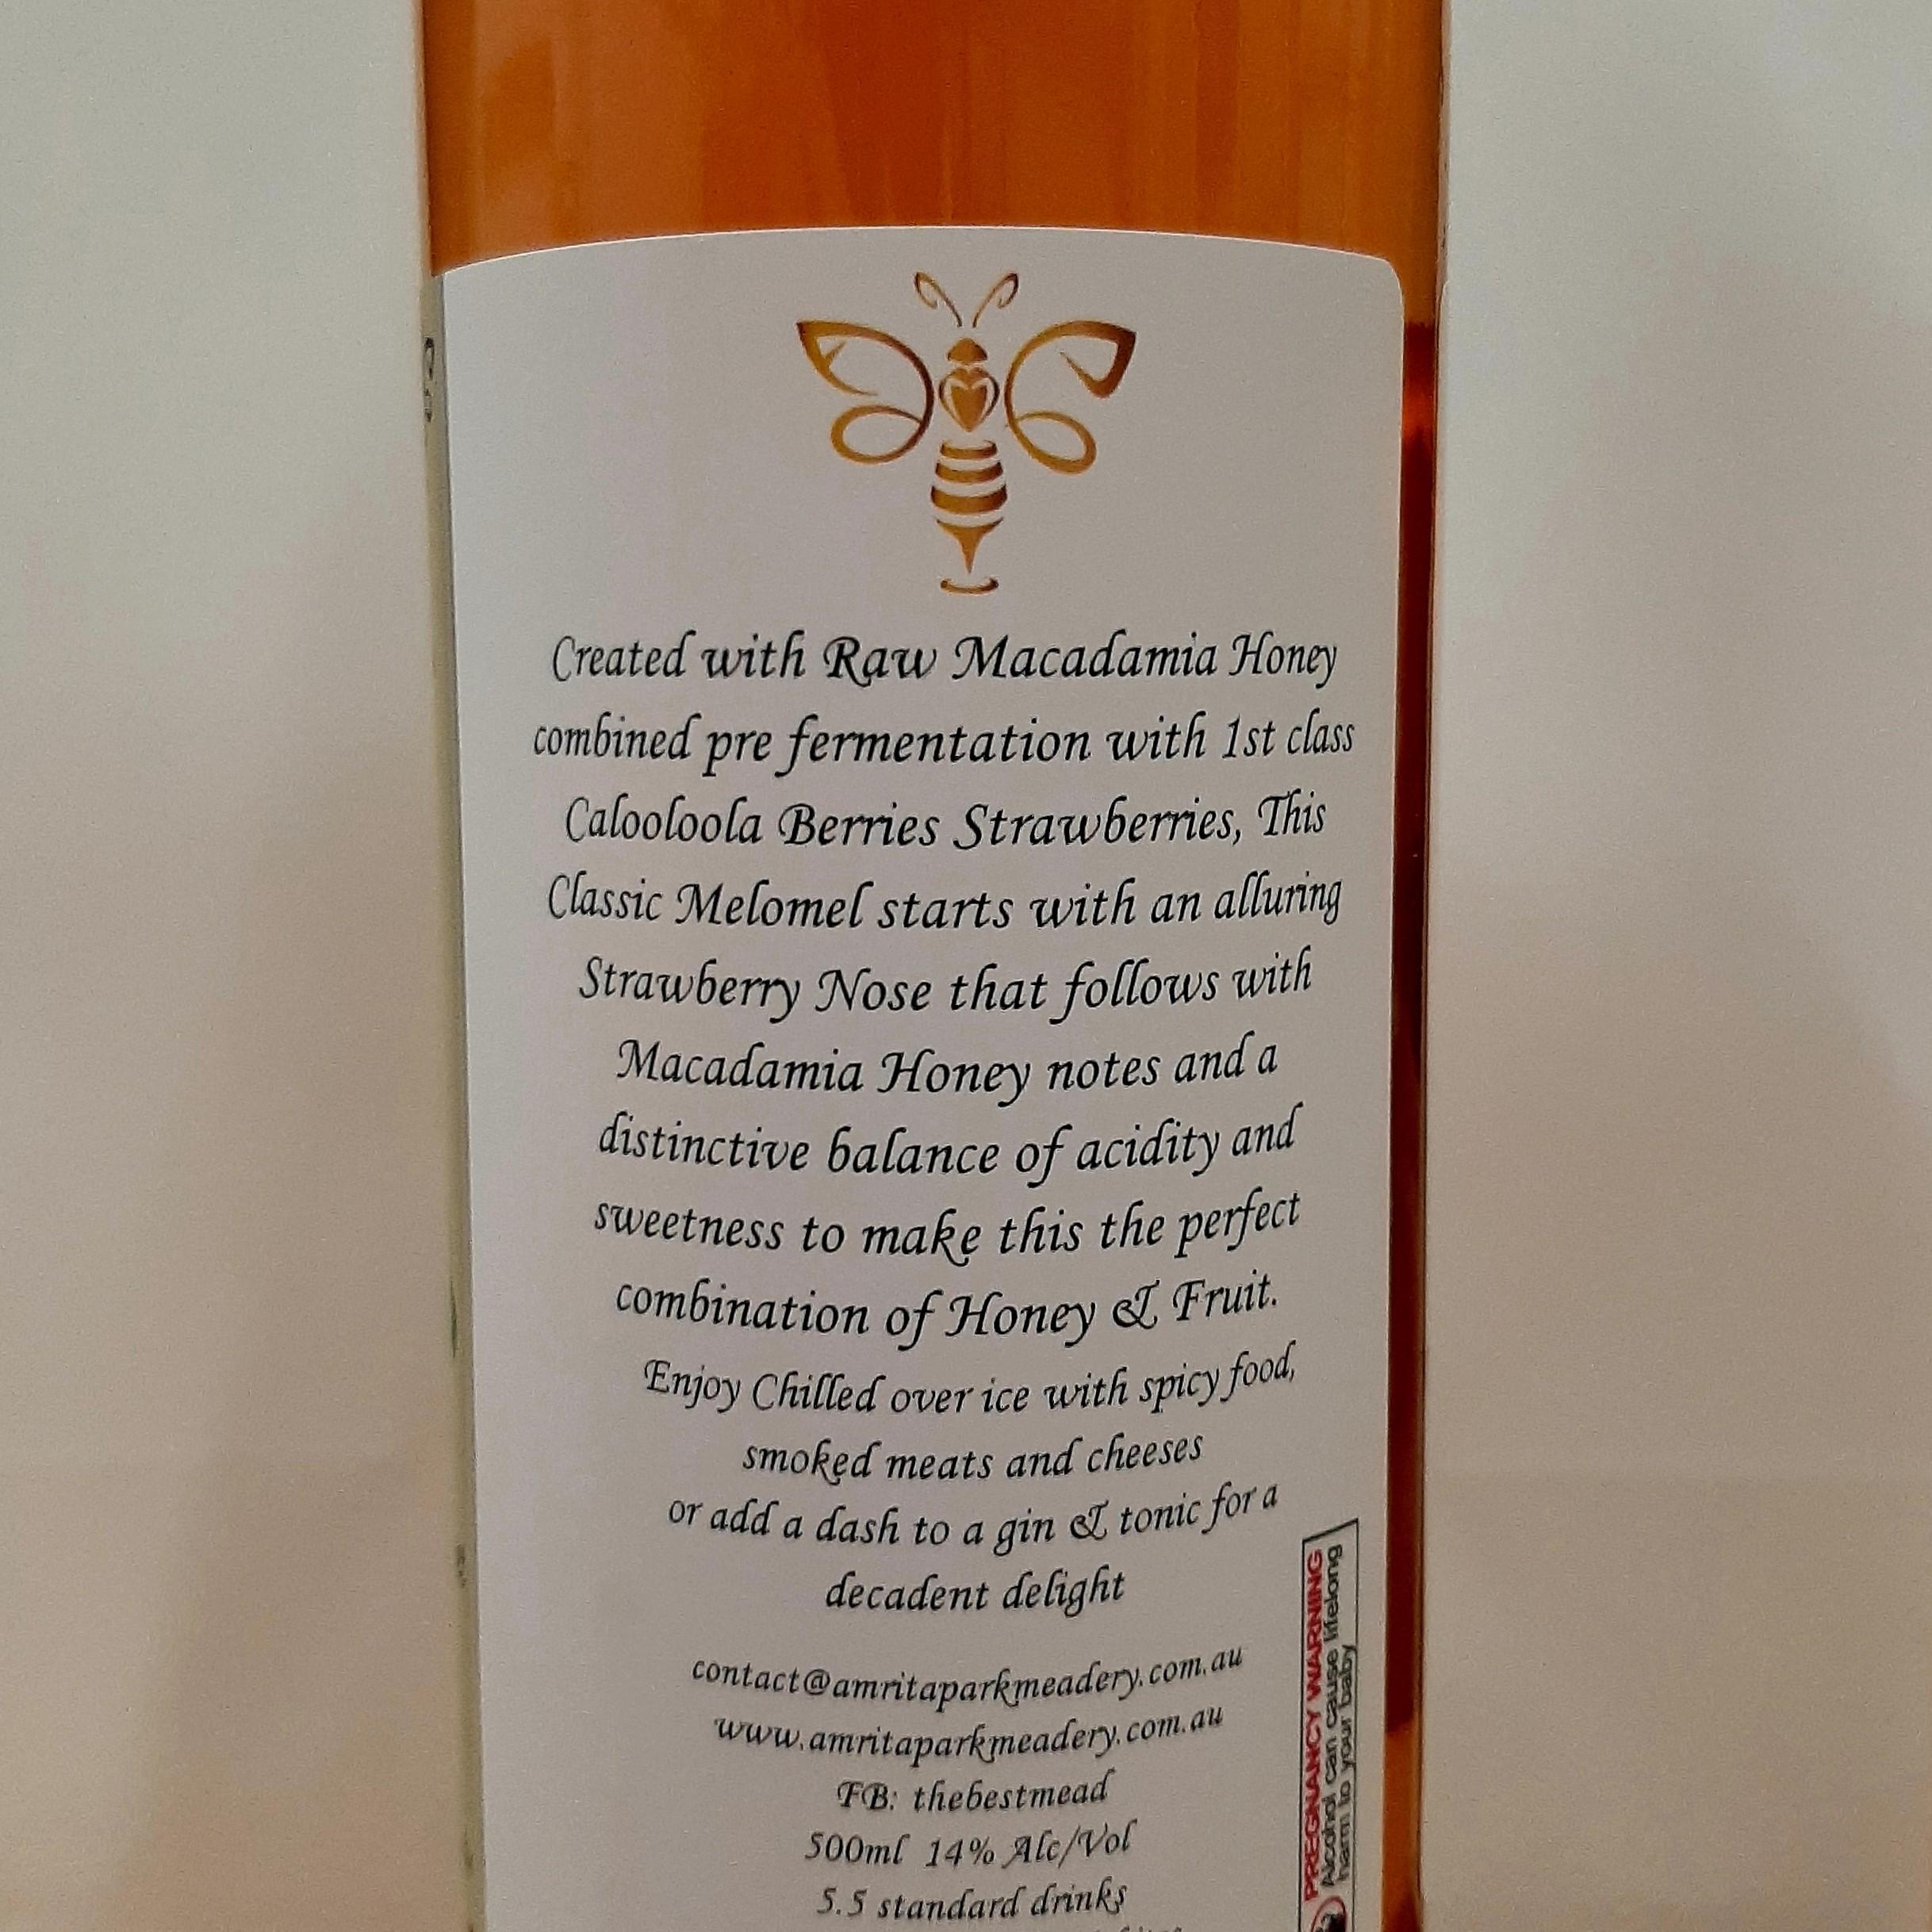 Created with Raw Macadamia Honey
combined pre fermentation with 1st class
Calooloola Berries Strawberries, This
Classic Melomel starts with an alluring
Strawberry Nose that follows with
Macadamia Honey notes and a
distinctive balance of acidity and
sweetness to make this the perfect
combination of Honey & Fruit.
Enjoy Chilled over ice with spicy food,
smoked meats and cheeses
or add a dash to a gin & tonic for a
decadent delight
contact@amritaparkmeadery.com.au
www.amritaparkmeadery.com.au
FB: thebestmead
500ml 14% Alc/Vol
5.5 standard drinks
PREGNANCY WARNING
Alcohol can cause lifelong
harm to your baby